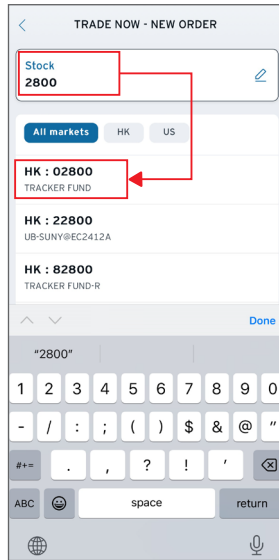 TRADE NOW - NEW ORDER
Stock
2800
All markets HK US
HK : 02800
TRACKER FUND
HK : 22800
UB-SUNY@EC2412A
HK : 82800
TRACKER FUND-R
Done
"2800"
1 2 3 4 5 6 7 8 9 0
- / : ; ( ) $ & @ "
#+= . , ? ! '
ABC space return